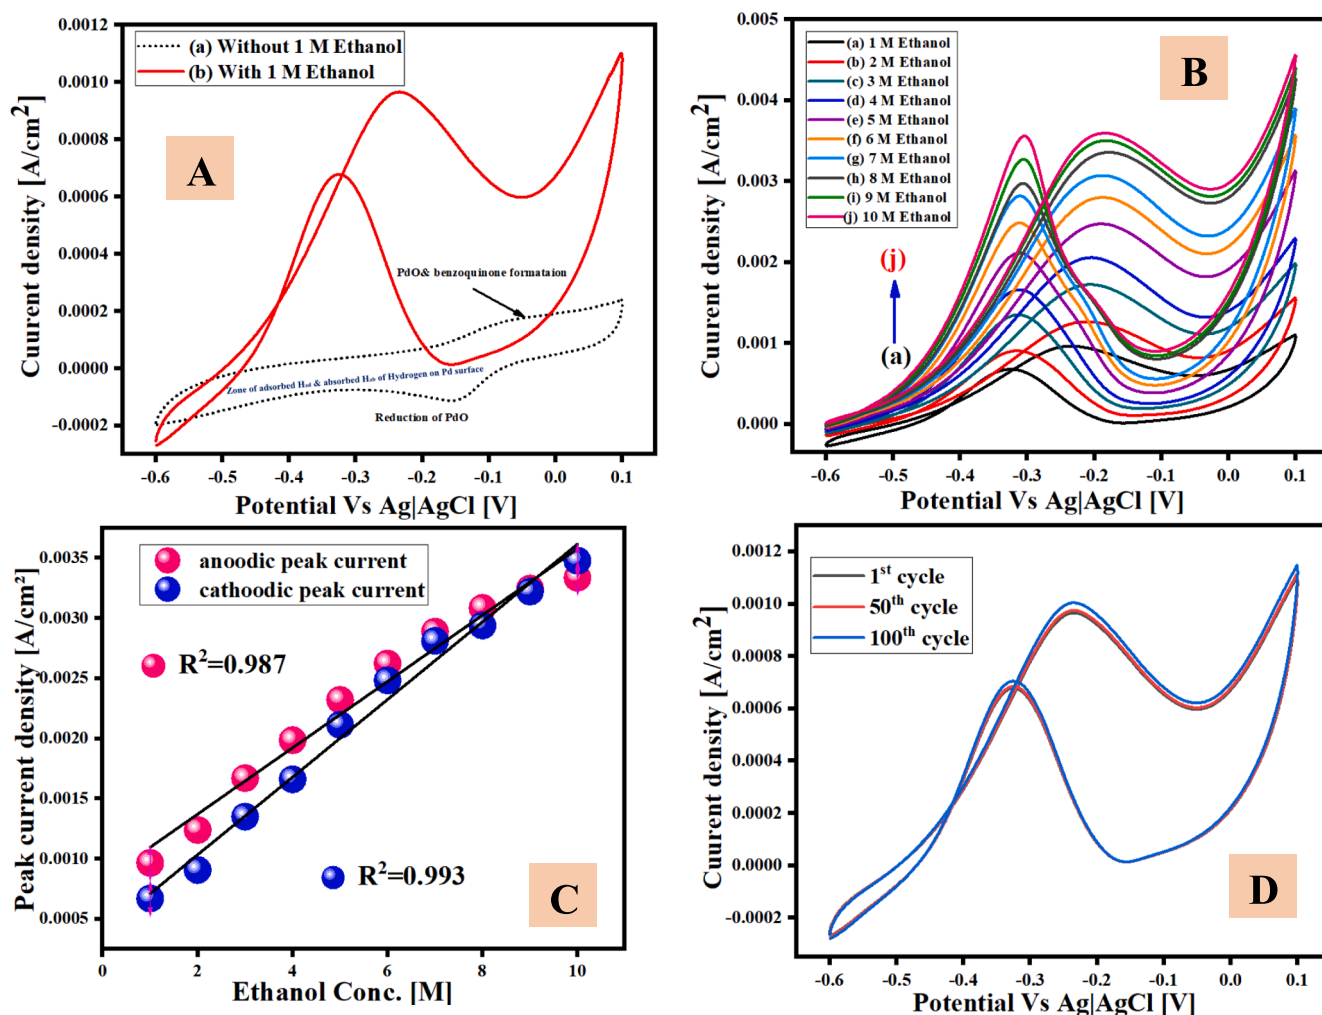 0.0012
0.0010
0.0008
0.0006
0.0004
0.0002
0.0000
-0.0002
Cuurent density [A/cm²]
(a) Without 1 M Ethanol
(b) With 1 M Ethanol
A
PdO& benzoquinone formataion
Zone of adsorbed H_ad & absorbed H_ab of Hydrogen on Pd surface
Reduction of PdO
-0.6 -0.5 -0.4 -0.3 -0.2 -0.1 0.0 0.1
Potential Vs Ag|AgCl [V]
0.005
0.004
0.003
0.002
0.001
0.000
Cuurent density [A/cm²]
(a) 1 M Ethanol
(b) 2 M Ethanol
(c) 3 M Ethanol
(d) 4 M Ethanol
(e) 5 M Ethanol
(f) 6 M Ethanol
(g) 7 M Ethanol
(h) 8 M Ethanol
(i) 9 M Ethanol
(j) 10 M Ethanol
B
(j)
(a)
-0.6 -0.5 -0.4 -0.3 -0.2 -0.1 0.0 0.1
Potential Vs Ag|AgCl [V]
0.0035
0.0030
0.0025
0.0020
0.0015
0.0010
0.0005
Peak current density [A/cm²]
anoodic peak current
cathoodic peak current
R²=0.987
R²=0.993
C
0 2 4 6 8 10
Ethanol Conc. [M]
0.0012
0.0010
0.0008
0.0006
0.0004
0.0002
0.0000
-0.0002
Cuurent density [A/cm²]
1st cycle
50th cycle
100th cycle
D
-0.6 -0.5 -0.4 -0.3 -0.2 -0.1 0.0 0.1
Potential Vs Ag|AgCl [V]